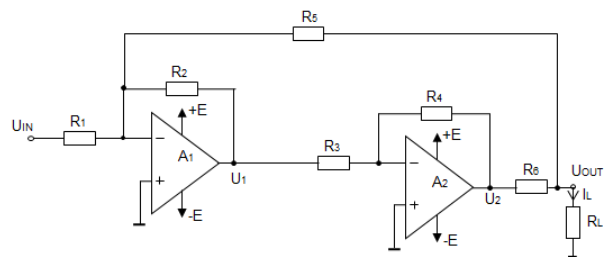 R5
R2
+E
R4
+E
UIN
R1
−
A1
+
U1
R3
−
A2
+
U2
R6
UOUT
IL
RL
-E
-E